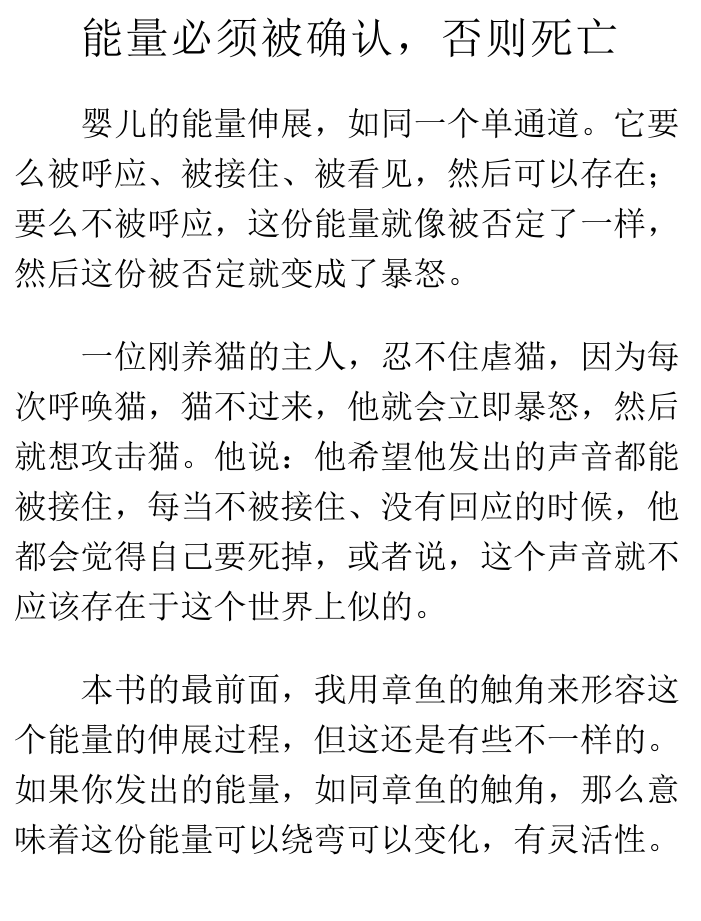 能量必须被确认，否则死亡
婴儿的能量伸展，如同一个单通道。它要
么被呼应、被接住、被看见，然后可以存在；
要么不被呼应，这份能量就像被否定了一样，
然后这份被否定就变成了暴怒。
一位刚养猫的主人，忍不住虐猫，因为每
次呼唤猫，猫不过来，他就会立即暴怒，然后
就想攻击猫。他说：他希望他发出的声音都能
被接住，每当不被接住、没有回应的时候，他
都会觉得自己要死掉，或者说，这个声音就不
应该存在于这个世界上似的。
本书的最前面，我用章鱼的触角来形容这
个能量的伸展过程，但这还是有些不一样的。
如果你发出的能量，如同章鱼的触角，那么意
味着这份能量可以绕弯可以变化，有灵活性。